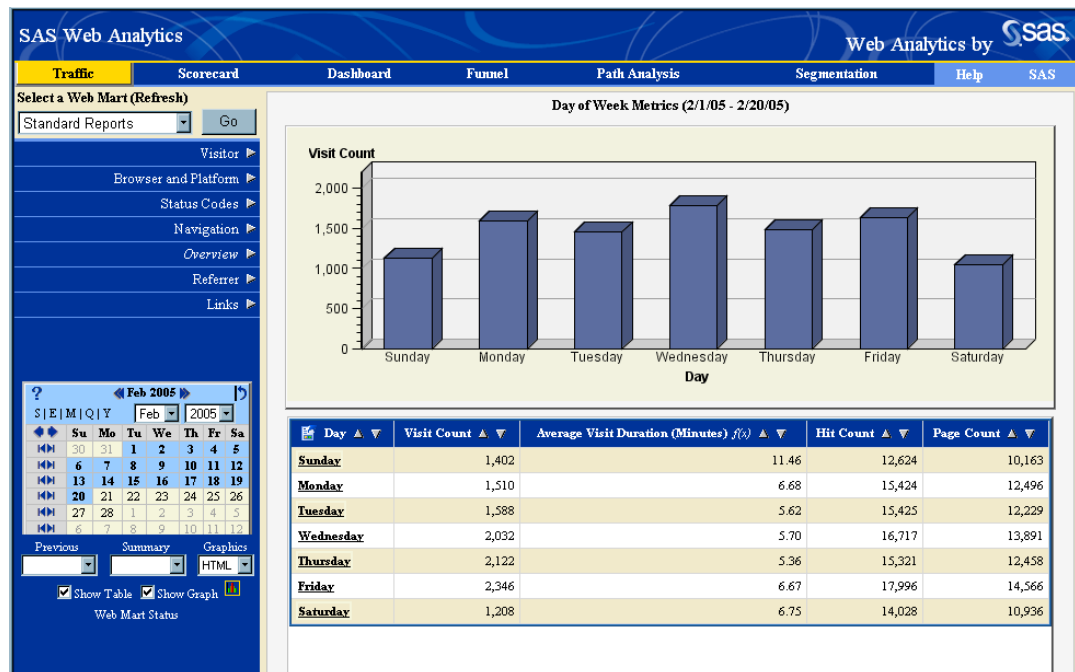 SAS Web Analytics
Web Analytics by sas.
Traffic Scorecard Dashboard Funnel Path Analysis Segmentation Help SAS
Select a Web Mart (Refresh)
Standard Reports Go
Visitor
Browser and Platform
Status Codes
Navigation
Overview
Referrer
Links
? Feb 2005
S | E | M | Q | Y Feb 2005
Su Mo Tu We Th Fr Sa
30 31 1 2 3 4 5
6 7 8 9 10 11 12
13 14 15 16 17 18 19
20 21 22 23 24 25 26
27 28 1 2 3 4 5
6 7 8 9 10 11 12
Previous Summary Graphics
HTML
Show Table Show Graph
Web Mart Status
Day of Week Metrics (2/1/05 - 2/20/05)
Visit Count
2,000
1,500
1,000
500
0
Sunday Monday Tuesday Wednesday Thursday Friday Saturday
Day
Day Visit Count Average Visit Duration (Minutes) f(x) Hit Count Page Count
Sunday 1,402 11.46 12,624 10,163
Monday 1,510 6.68 15,424 12,496
Tuesday 1,588 5.62 15,425 12,229
Wednesday 2,032 5.70 16,717 13,891
Thursday 2,122 5.36 15,321 12,458
Friday 2,346 6.67 17,996 14,566
Saturday 1,208 6.75 14,028 10,936